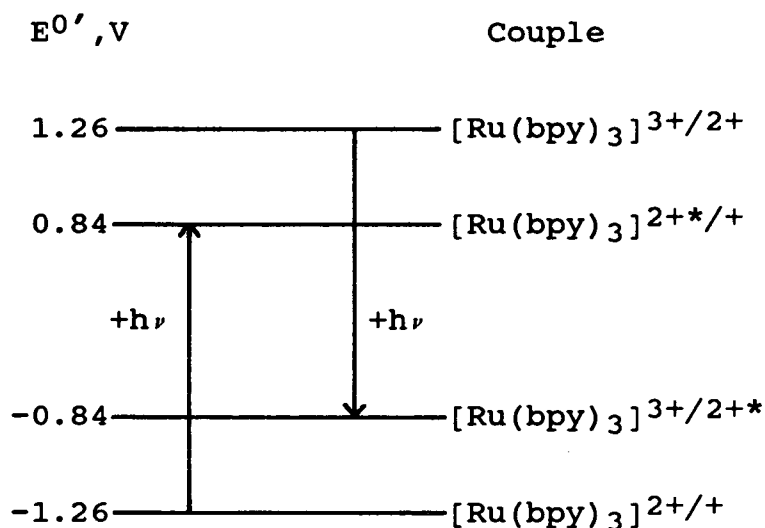 E⁰′,V Couple
1.26 [Ru(bpy)₃]³⁺/²⁺
0.84 [Ru(bpy)₃]²⁺*/⁺
+hν +hν
-0.84 [Ru(bpy)₃]³⁺/²⁺*
-1.26 [Ru(bpy)₃]²⁺/⁺